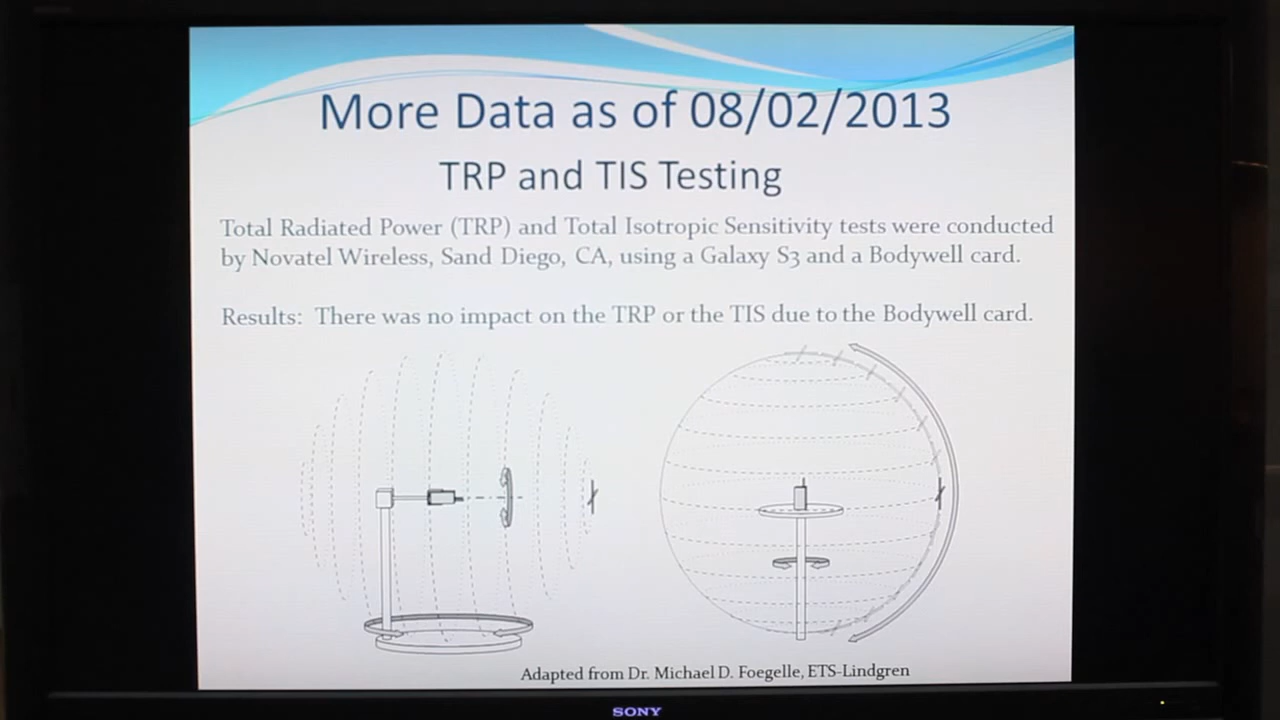 More Data as of 08/02/2013
TRP and TIS Testing
Total Radiated Power (TRP) and Total Isotropic Sensitivity tests were conducted
by Novatel Wireless, Sand Diego, CA, using a Galaxy S3 and a Bodywell card.
Results: There was no impact on the TRP or the TIS due to the Bodywell card.
Adapted from Dr. Michael D. Foegelle, ETS-Lindgren
SONY